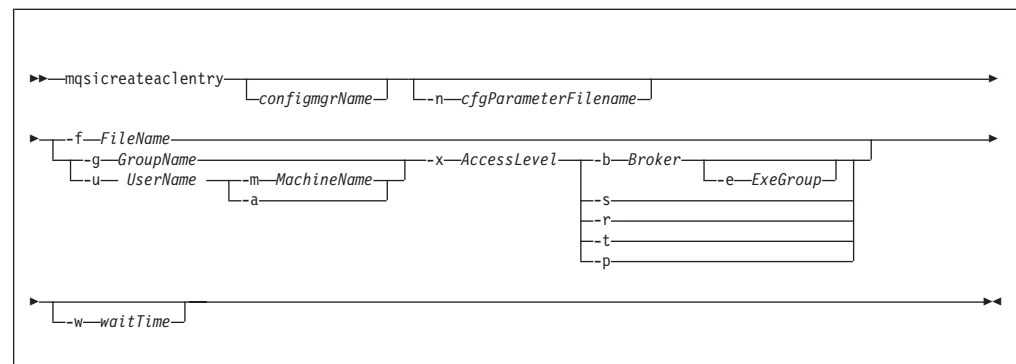 mqsicreateaclentry
configmgrName -n cfgParameterFilename
-f FileName
-g GroupName -x AccessLevel -b Broker
-u UserName -m MachineName -e ExeGroup
-a -s
-r
-t
-p
-w waitTime